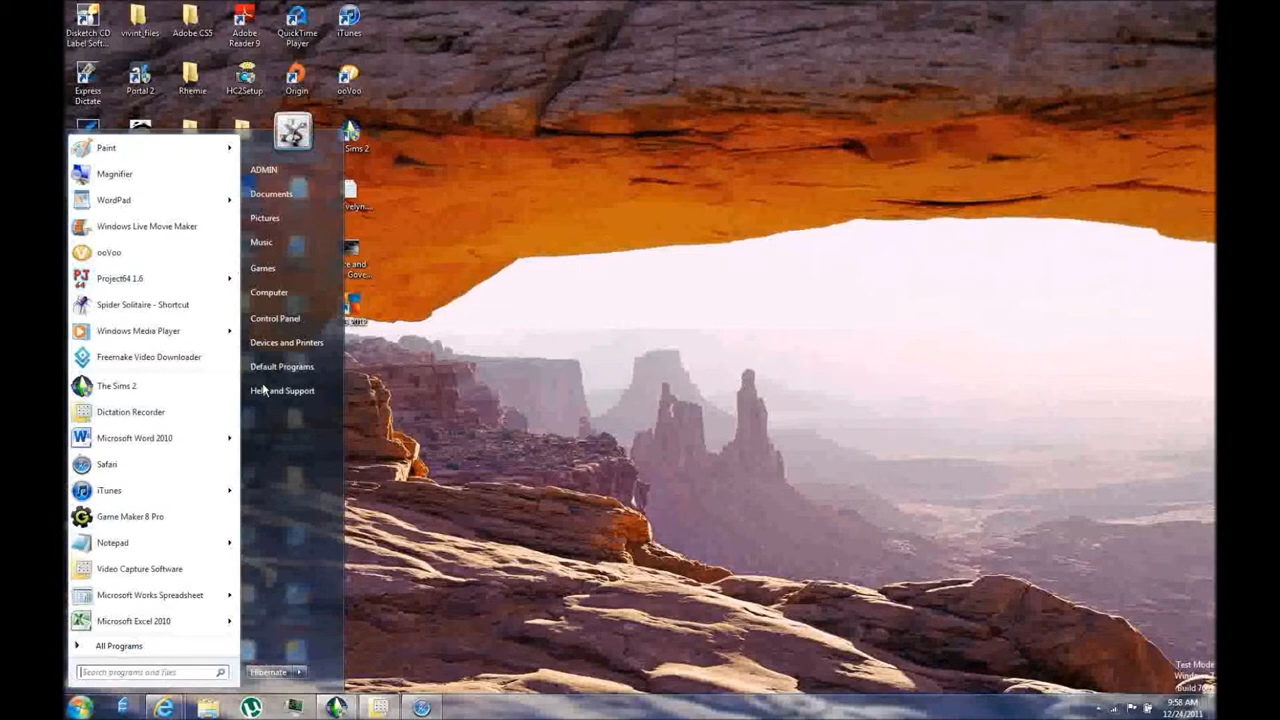 Disketch CD
Label Soft...
vivint_files
Adobe CS5
Adobe
Reader 9
QuickTime
Player
iTunes
Express
Dictate
Portal 2
Rhemie
HC2Setup
Origin
ooVoo
Sims 2
Paint
Magnifier
WordPad
Windows Live Movie Maker
ooVoo
Project64 1.6
Spider Solitaire - Shortcut
Windows Media Player
Freemake Video Downloader
The Sims 2
Dictation Recorder
Microsoft Word 2010
Safari
iTunes
Game Maker 8 Pro
Notepad
Video Capture Software
Microsoft Works Spreadsheet
Microsoft Excel 2010
All Programs
Search programs and files
ADMIN
Documents
Pictures
Music
Games
Computer
Control Panel
Devices and Printers
Default Programs
Help and Support
Hibernate
Test Mode
Windows 7
9:58 AM
12/24/2011